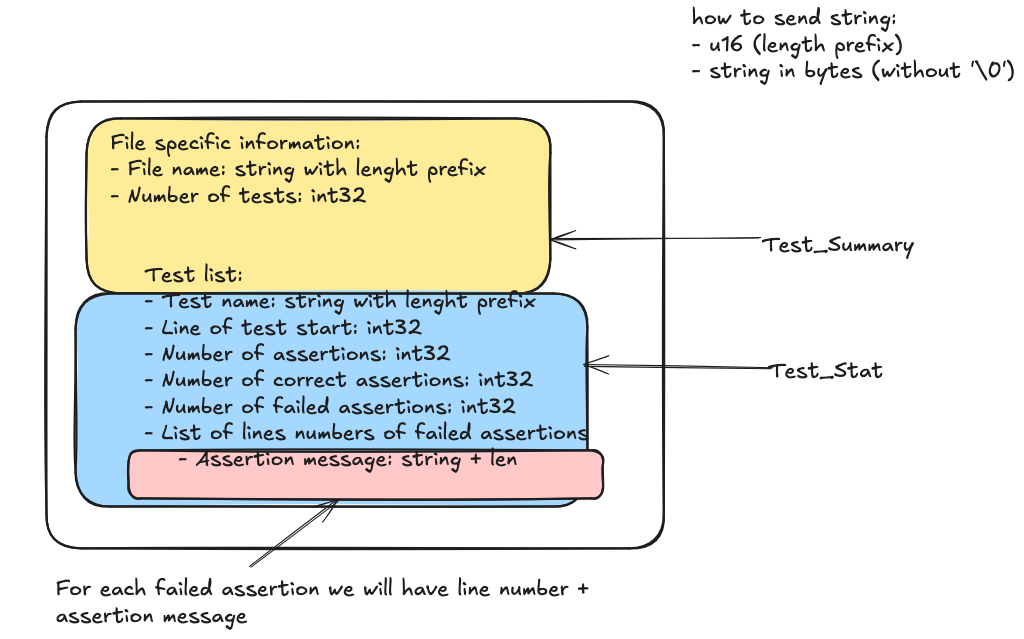 how to send string:
- u16 (length prefix)
- string in bytes (without '\0')
File specific information:
- File name: string with lenght prefix
- Number of tests: int32
Test_Summary
Test list:
- Test name: string with lenght prefix
- Line of test start: int32
- Number of assertions: int32
- Number of correct assertions: int32
- Number of failed assertions: int32
- List of lines numbers of failed assertions
- Assertion message: string + len
Test_Stat
For each failed assertion we will have line number +
assertion message